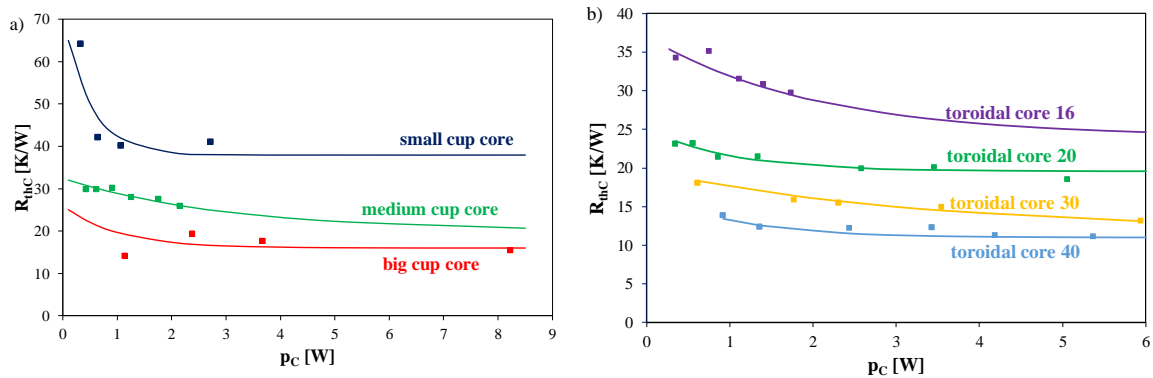 a)
R_thC [K/W]
70
60
50
40
30
20
10
0
small cup core
medium cup core
big cup core
0 1 2 3 4 5 6 7 8 9
p_C [W]
b)
R_thC [K/W]
40
35
30
25
20
15
10
5
0
toroidal core 16
toroidal core 20
toroidal core 30
toroidal core 40
0 1 2 3 4 5 6
p_C [W]